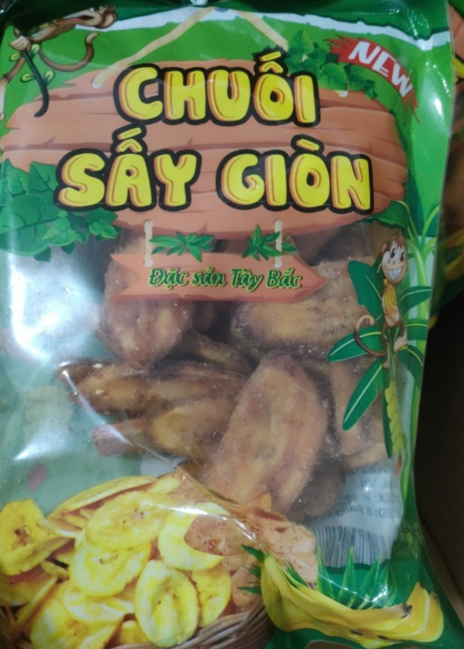 NEW
CHUỐI
SẤY GIÒN
Đặc sản Tây Bắc